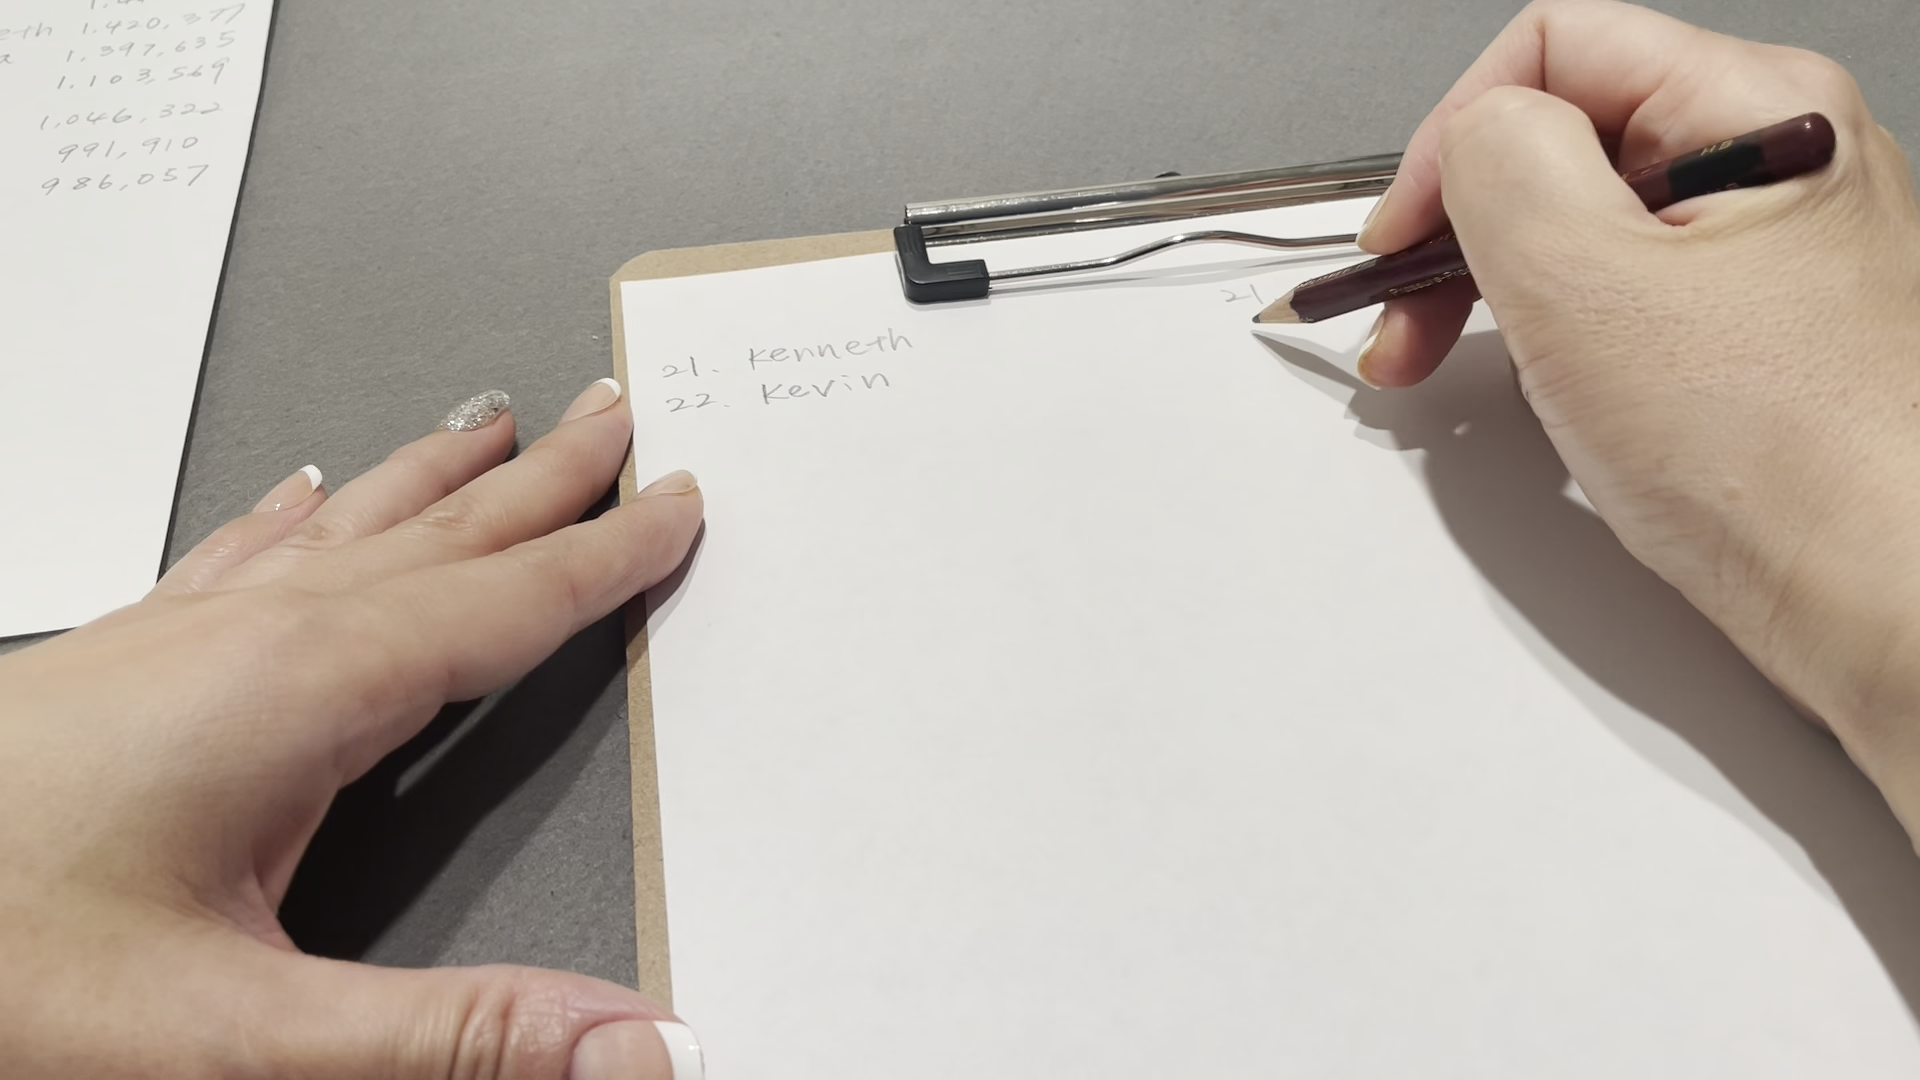 1.420,377
1,397,635
1.103,569
1,046,322
991,910
986,057
21. Kenneth
22. Kevin
21
HB